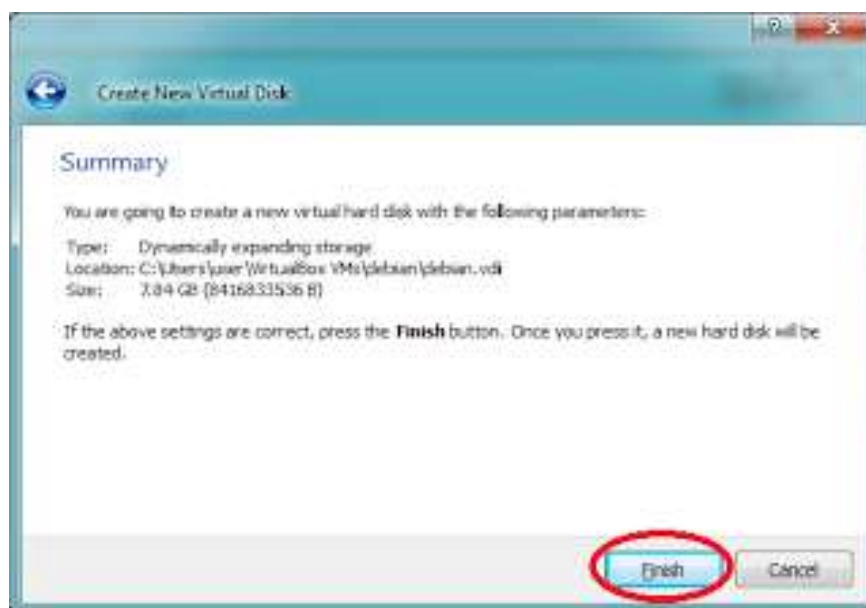 Create New Virtual Disk
Summary
You are going to create a new virtual hard disk with the following parameters:
Type: Dynamically expanding storage
Location: C:\Users\user\VirtualBox VMs\debian\debian.vdi
Size: 7.84 GB (8416833536 B)
If the above settings are correct, press the Finish button. Once you press it, a new hard disk will be
created.
Finish Cancel